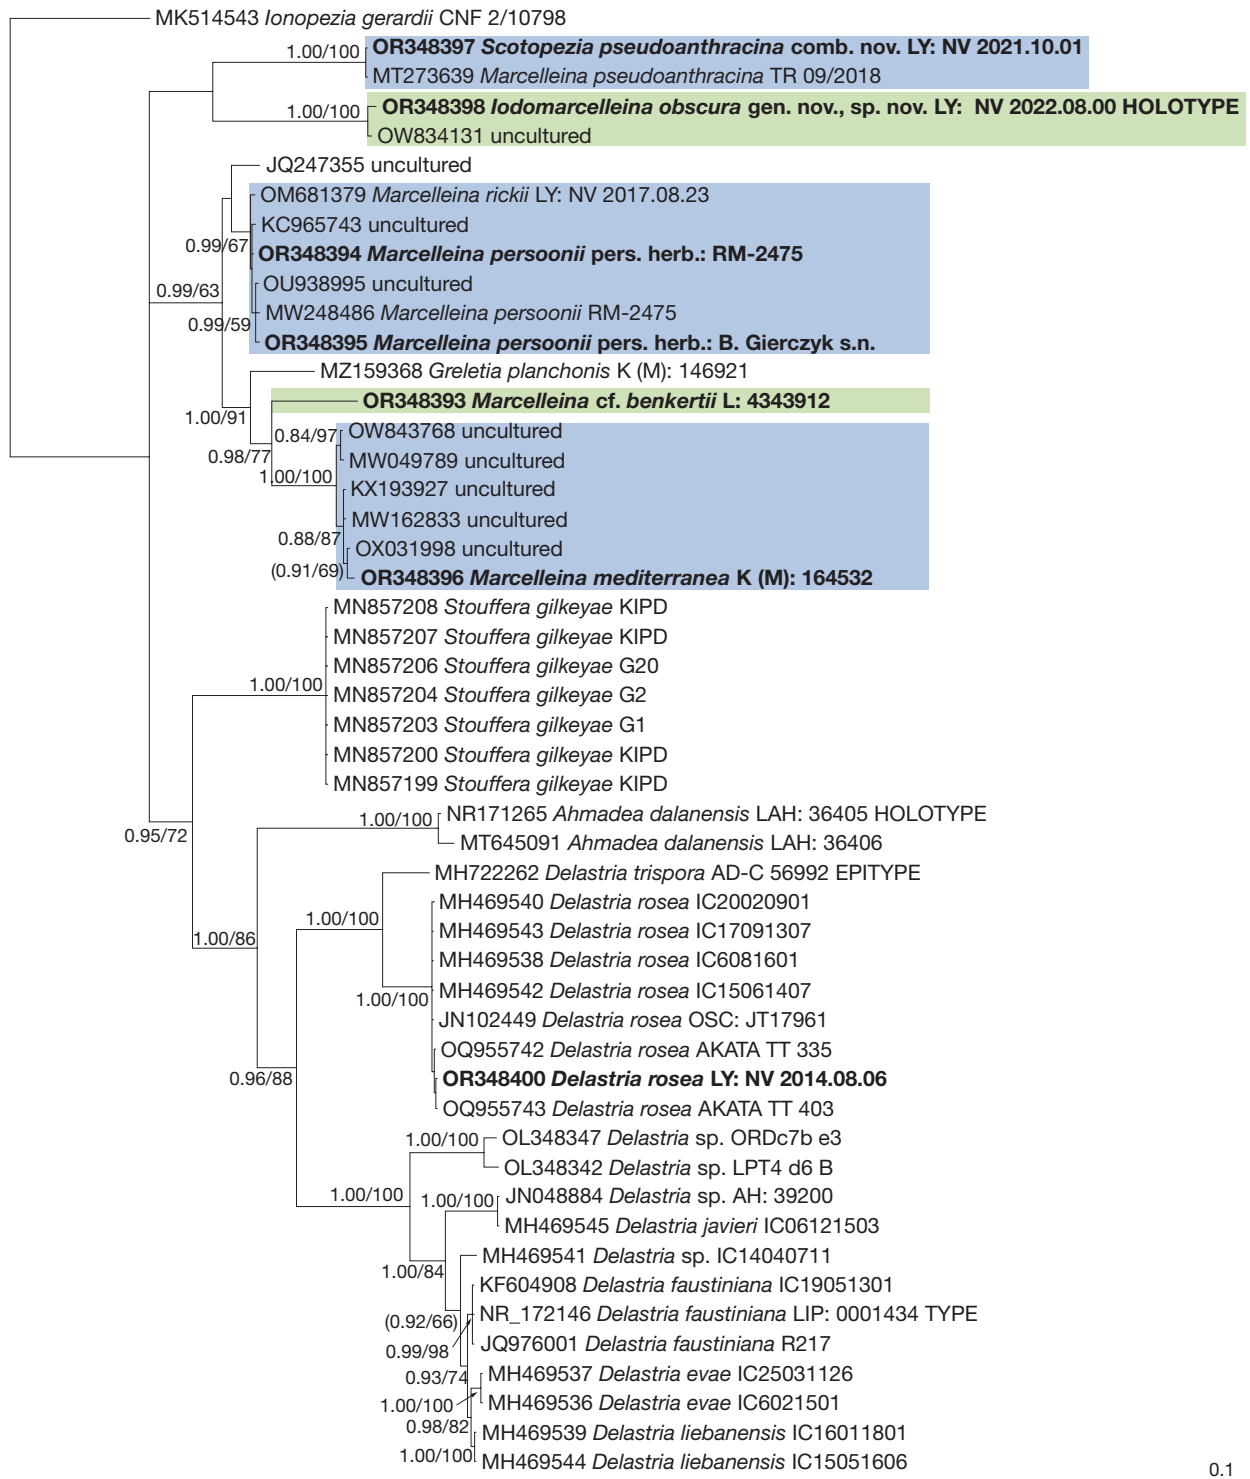 MK514543 Ionopezia gerardii CNF 2/10798
1.00/100
OR348397 Scotopezia pseudoanthracina comb. nov. LY: NV 2021.10.01
MT273639 Marcelleina pseudoanthracina TR 09/2018
1.00/100
OR348398 Iodomarcelleina obscura gen. nov., sp. nov. LY: NV 2022.08.00 HOLOTYPE
OW834131 uncultured
JQ247355 uncultured
OM681379 Marcelleina rickii LY: NV 2017.08.23
KC965743 uncultured
0.99/67
OR348394 Marcelleina persoonii pers. herb.: RM-2475
OU938995 uncultured
0.99/63
MW248486 Marcelleina persoonii RM-2475
0.99/59
OR348395 Marcelleina persoonii pers. herb.: B. Gierczyk s.n.
MZ159368 Greletia planchonis K (M): 146921
OR348393 Marcelleina cf. benkertii L: 4343912
1.00/91
0.84/97
OW843768 uncultured
0.98/77
MW049789 uncultured
1.00/100
KX193927 uncultured
MW162833 uncultured
0.88/87
OX031998 uncultured
(0.91/69)
OR348396 Marcelleina mediterranea K (M): 164532
MN857208 Stouffera gilkeyae KIPD
MN857207 Stouffera gilkeyae KIPD
MN857206 Stouffera gilkeyae G20
1.00/100
MN857204 Stouffera gilkeyae G2
MN857203 Stouffera gilkeyae G1
MN857200 Stouffera gilkeyae KIPD
MN857199 Stouffera gilkeyae KIPD
NR171265 Ahmadea dalanensis LAH: 36405 HOLOTYPE
1.00/100
0.95/72
MT645091 Ahmadea dalanensis LAH: 36406
MH722262 Delastria trispora AD-C 56992 EPITYPE
MH469540 Delastria rosea IC20020901
1.00/100
MH469543 Delastria rosea IC17091307
1.00/86
MH469538 Delastria rosea IC6081601
MH469542 Delastria rosea IC15061407
1.00/100
JN102449 Delastria rosea OSC: JT17961
OQ955742 Delastria rosea AKATA TT 335
0.96/88
OR348400 Delastria rosea LY: NV 2014.08.06
OQ955743 Delastria rosea AKATA TT 403
1.00/100
OL348347 Delastria sp. ORDc7b e3
OL348342 Delastria sp. LPT4 d6 B
1.00/100
1.00/100
JN048884 Delastria sp. AH: 39200
MH469545 Delastria javieri IC06121503
MH469541 Delastria sp. IC14040711
1.00/84
KF604908 Delastria faustiniana IC19051301
NR_172146 Delastria faustiniana LIP: 0001434 TYPE
(0.92/66)
JQ976001 Delastria faustiniana R217
0.99/98
MH469537 Delastria evae IC25031126
0.93/74
MH469536 Delastria evae IC6021501
1.00/100
0.98/82
MH469539 Delastria liebanensis IC16011801
1.00/100
MH469544 Delastria liebanensis IC15051606
0.1